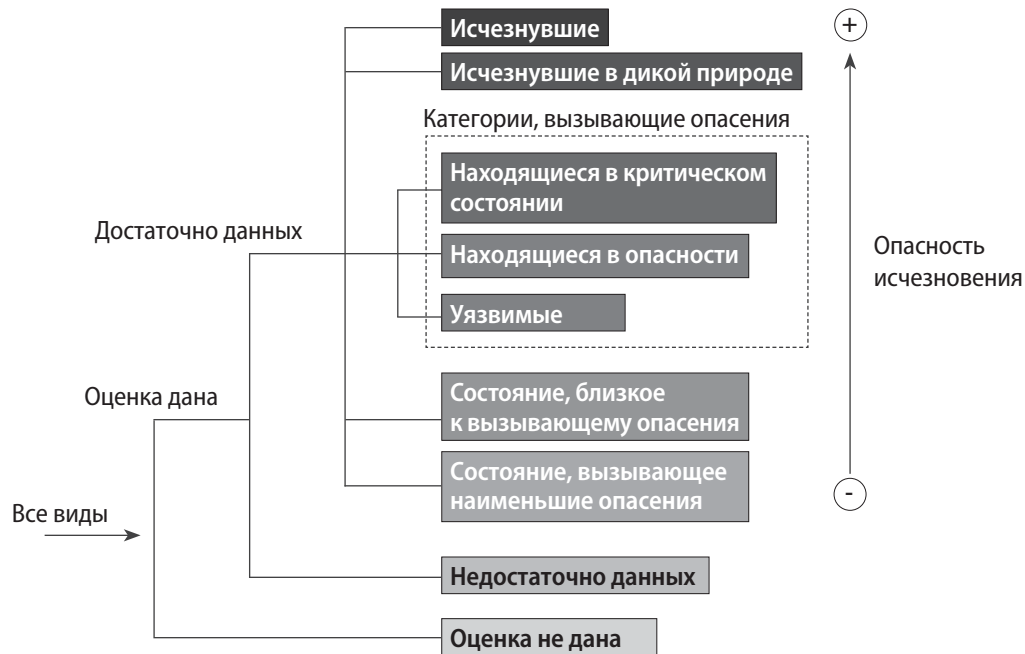 Исчезнувшие
+
Исчезнувшие в дикой природе
Категории, вызывающие опасения
Находящиеся в критическом
состоянии
Достаточно данных
Находящиеся в опасности
Опасность
исчезновения
Уязвимые
Оценка дана
Состояние, близкое
к вызывающему опасения
Состояние, вызывающее
наименьшие опасения
-
Все виды
Недостаточно данных
Оценка не дана